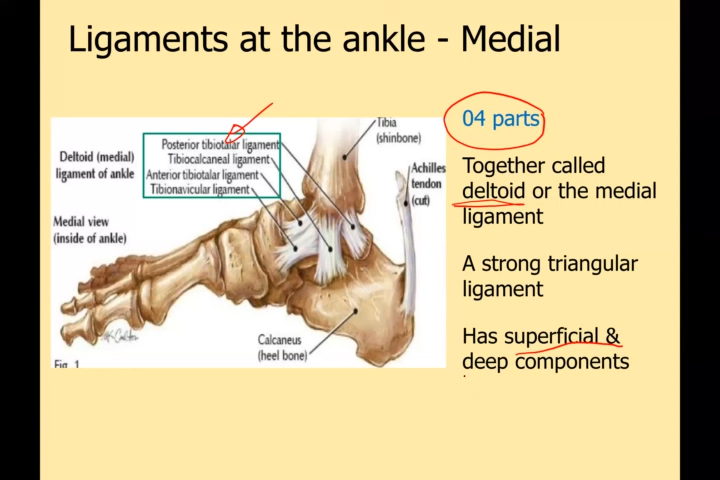 Ligaments at the ankle - Medial
Tibia
(shinbone)
Posterior tibiotalar ligament
Tibiocalcaneal ligament
Anterior tibiotalar ligament
Tibionavicular ligament
Deltoid (medial)
ligament of ankle
Achilles
tendon
(cut)
Medial view
(inside of ankle)
Calcaneus
(heel bone)
Fig. 1
04 parts
Together called
deltoid or the medial
ligament
A strong triangular
ligament
Has superficial &
deep components